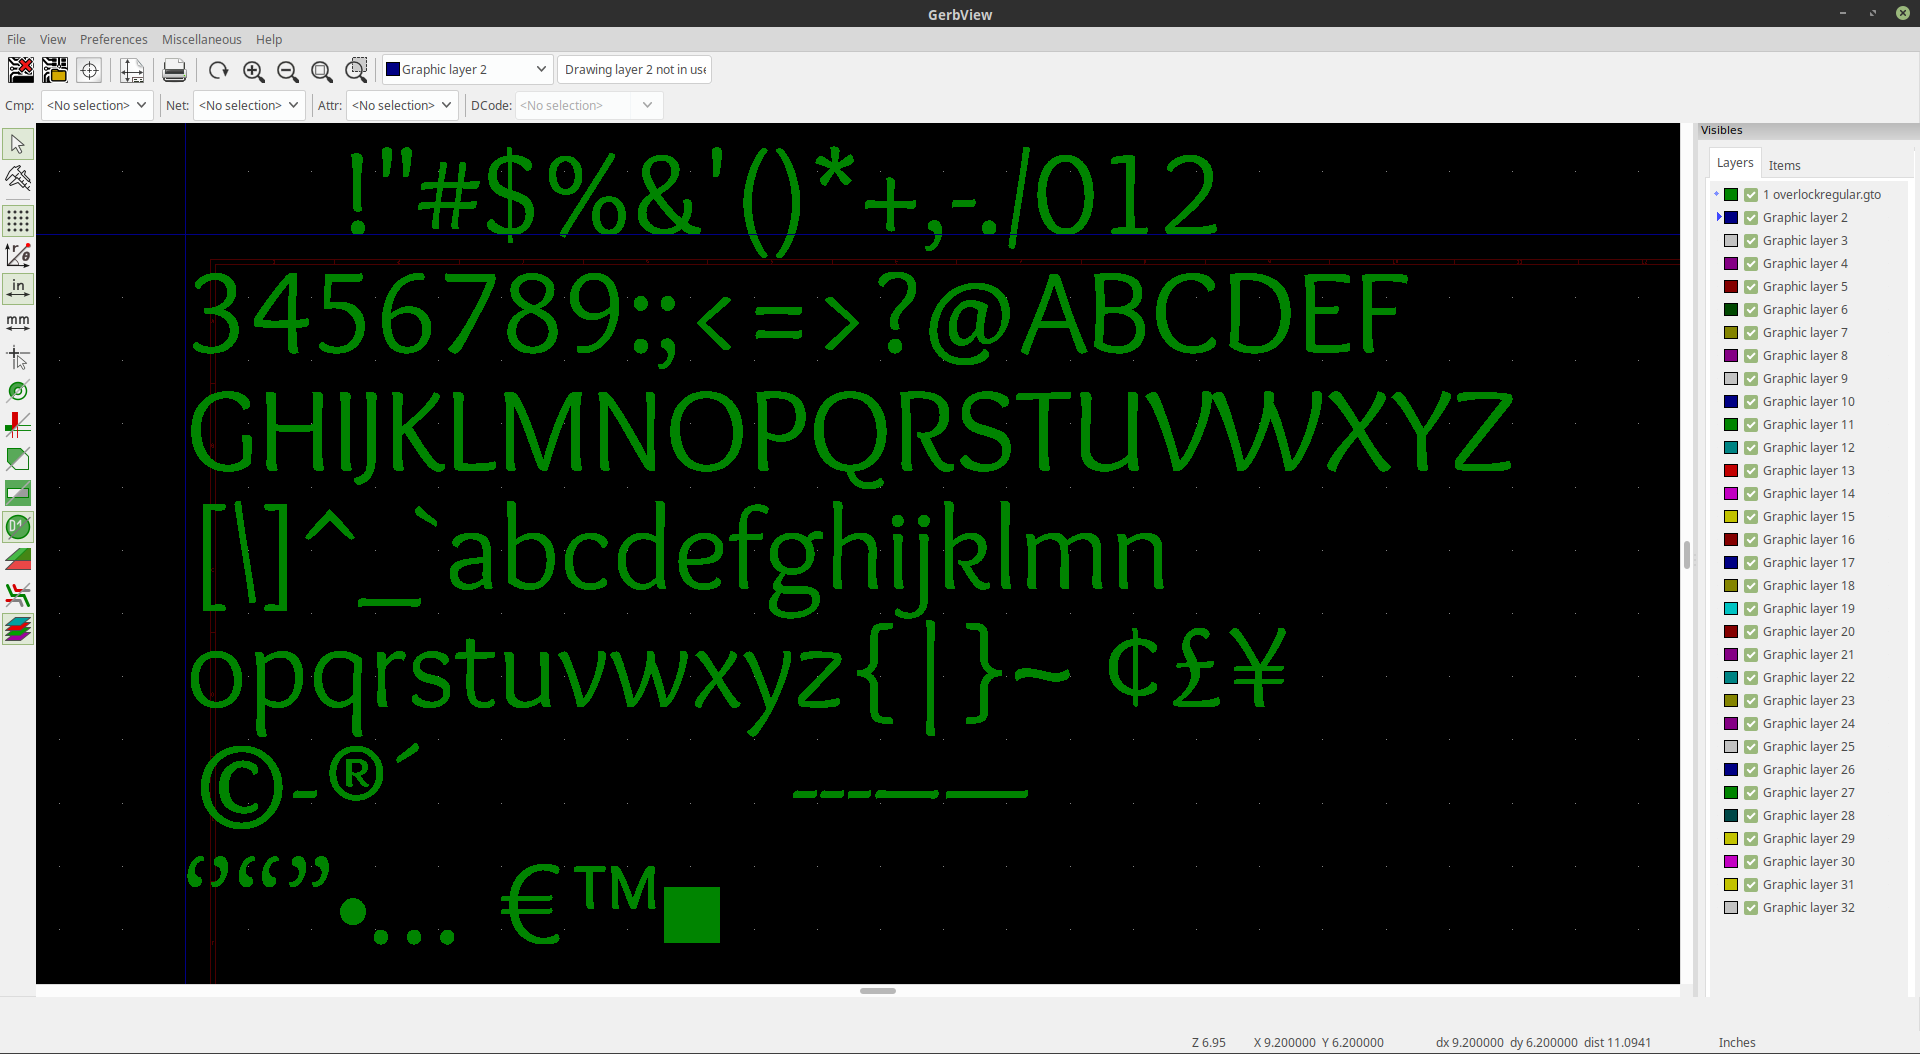 GerbView
File View Preferences Miscellaneous Help
Graphic layer 2 Drawing layer 2 not in use
Cmp: <No selection> Net: <No selection> Attr: <No selection> DCode: <No selection>
Visibles
Layers Items
r θ
in
mm
!"#$%&'()*+,-./012
3456789:;<=>?@ABCDEF
GHIJKLMNOPQRSTUVWXYZ
[\]^_`abcdefghijklmn
opqrstuvwxyz{|}~ ¢£¥
©-®´ ‐‑‒–—
‘’“”•… €™■
1 overlockregular.gto
Graphic layer 2
Graphic layer 3
Graphic layer 4
Graphic layer 5
Graphic layer 6
Graphic layer 7
Graphic layer 8
Graphic layer 9
Graphic layer 10
Graphic layer 11
Graphic layer 12
Graphic layer 13
Graphic layer 14
Graphic layer 15
Graphic layer 16
Graphic layer 17
Graphic layer 18
Graphic layer 19
Graphic layer 20
Graphic layer 21
Graphic layer 22
Graphic layer 23
Graphic layer 24
Graphic layer 25
Graphic layer 26
Graphic layer 27
Graphic layer 28
Graphic layer 29
Graphic layer 30
Graphic layer 31
Graphic layer 32
Z 6.95 X 9.200000 Y 6.200000 dx 9.200000 dy 6.200000 dist 11.0941 Inches